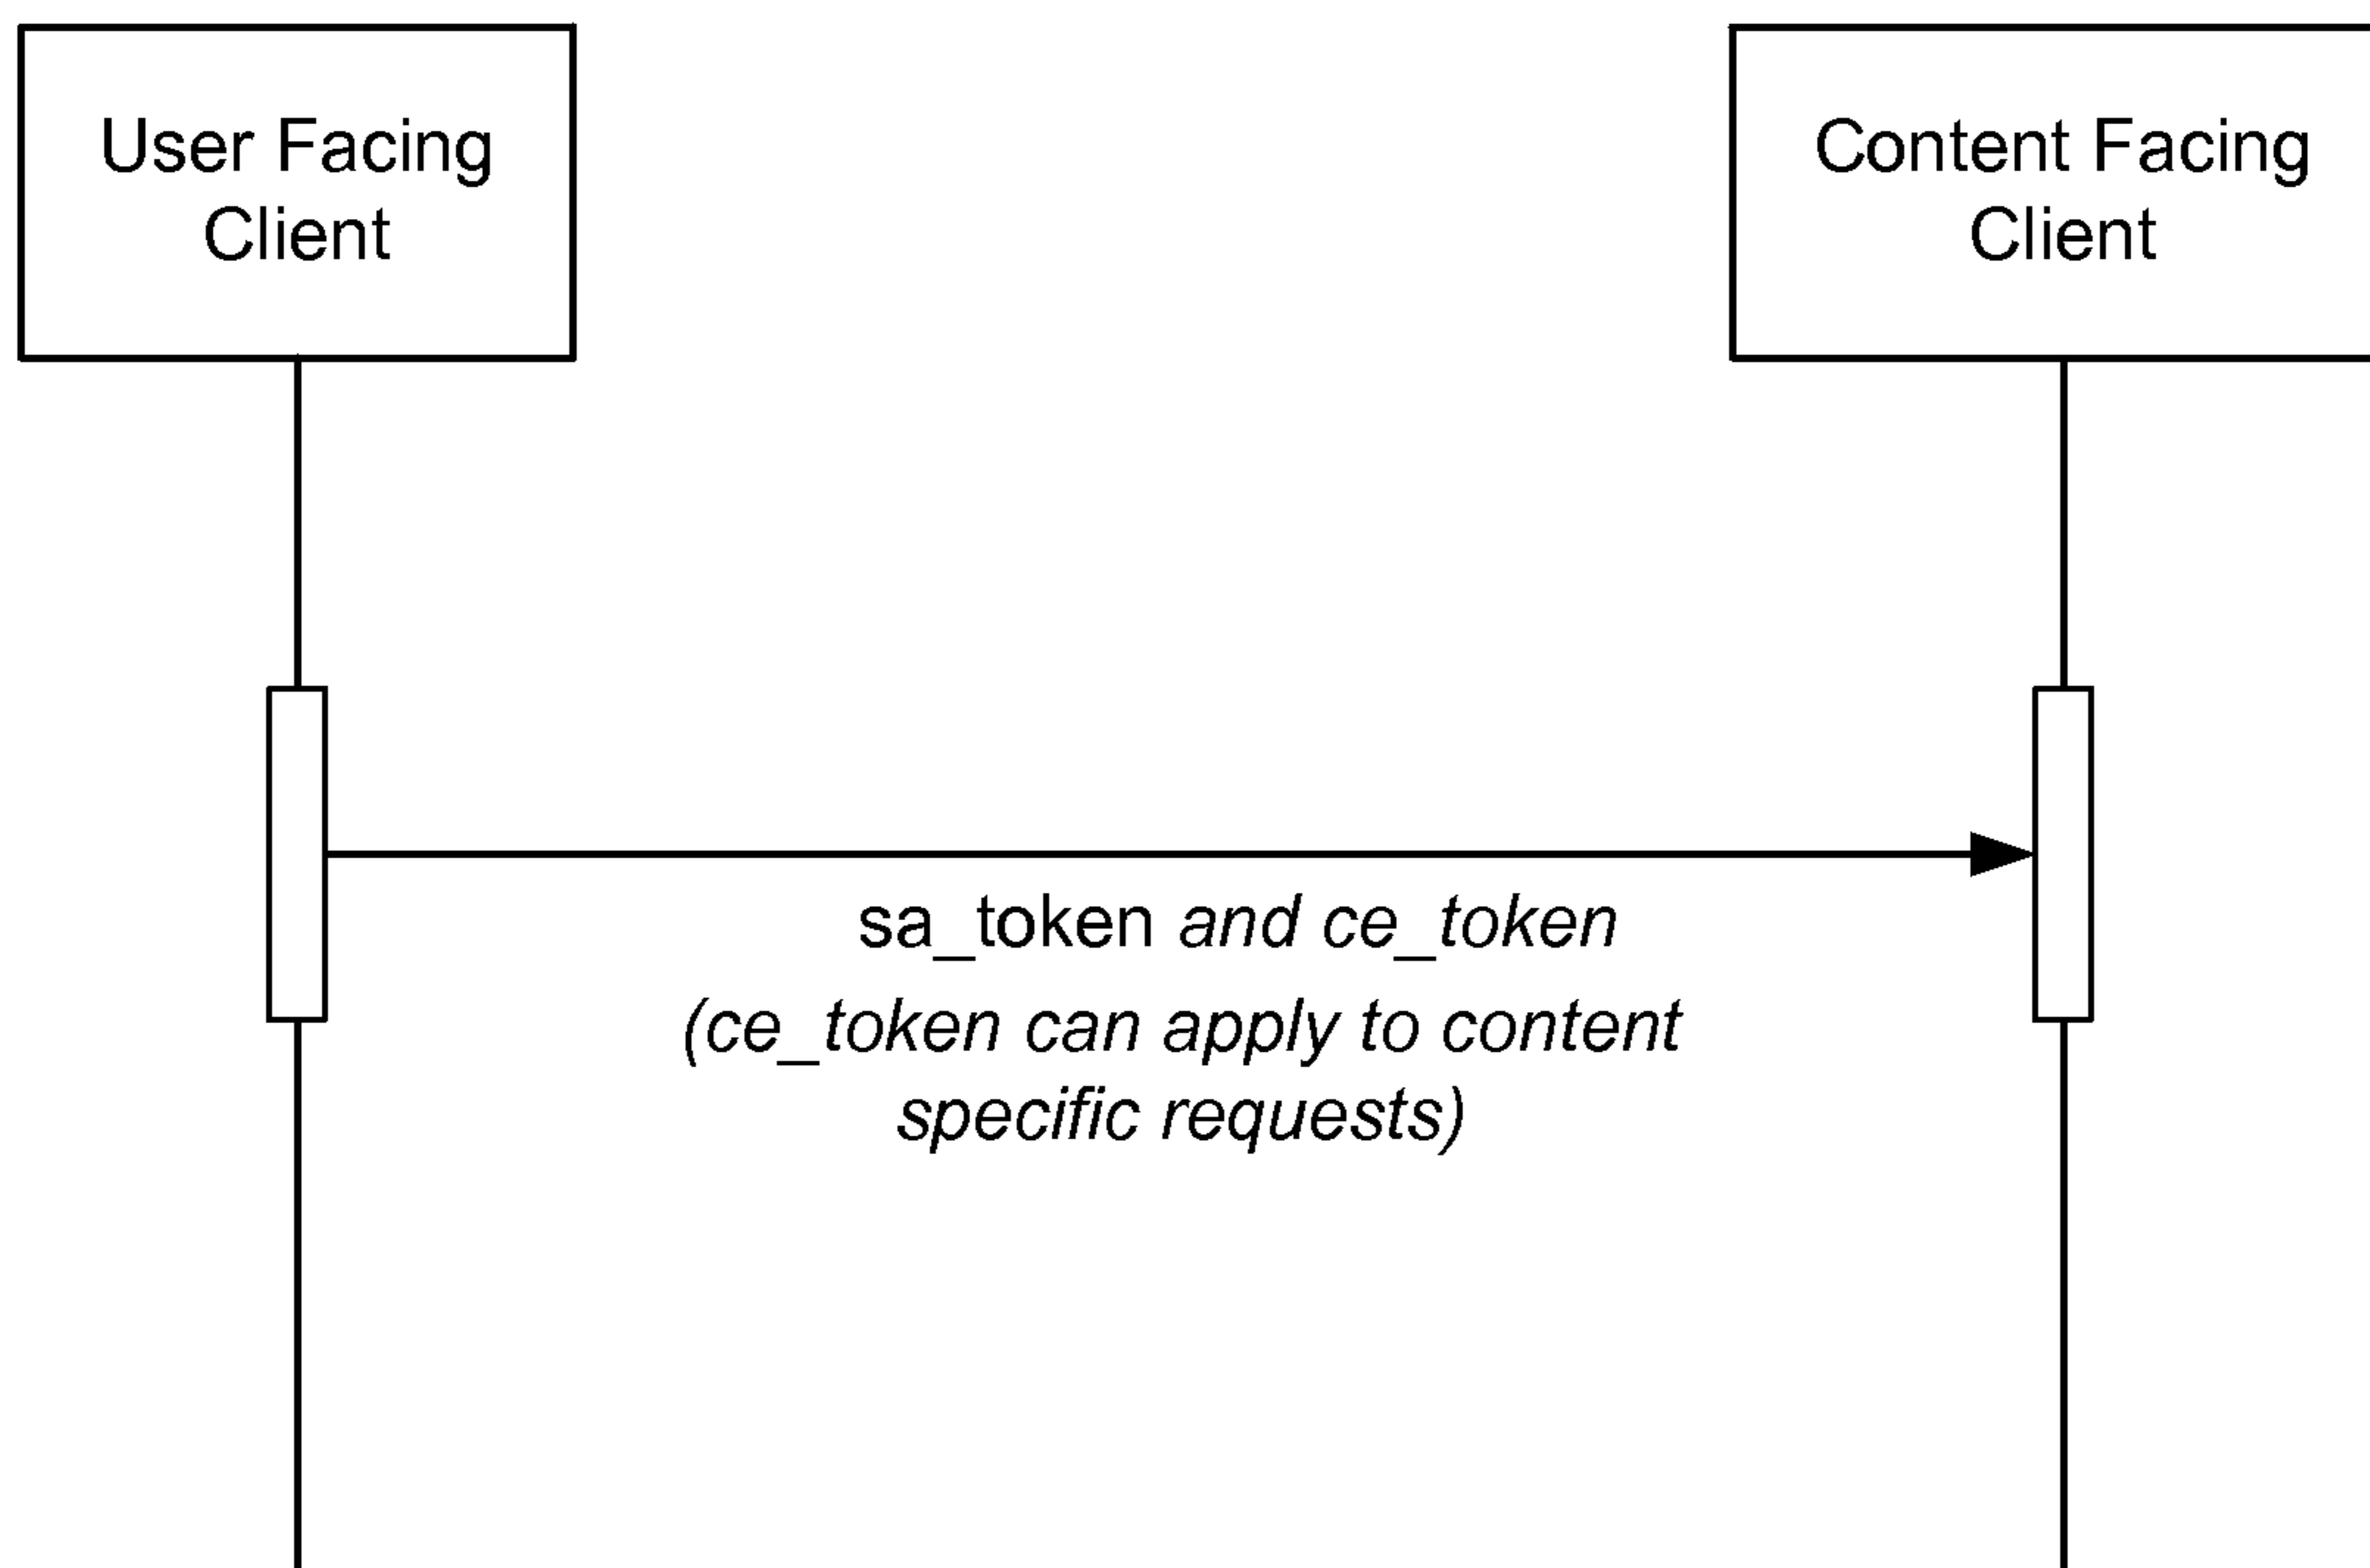 User Facing
Client
Content Facing
Client
sa_token and ce_token
(ce_token can apply to content
specific requests)